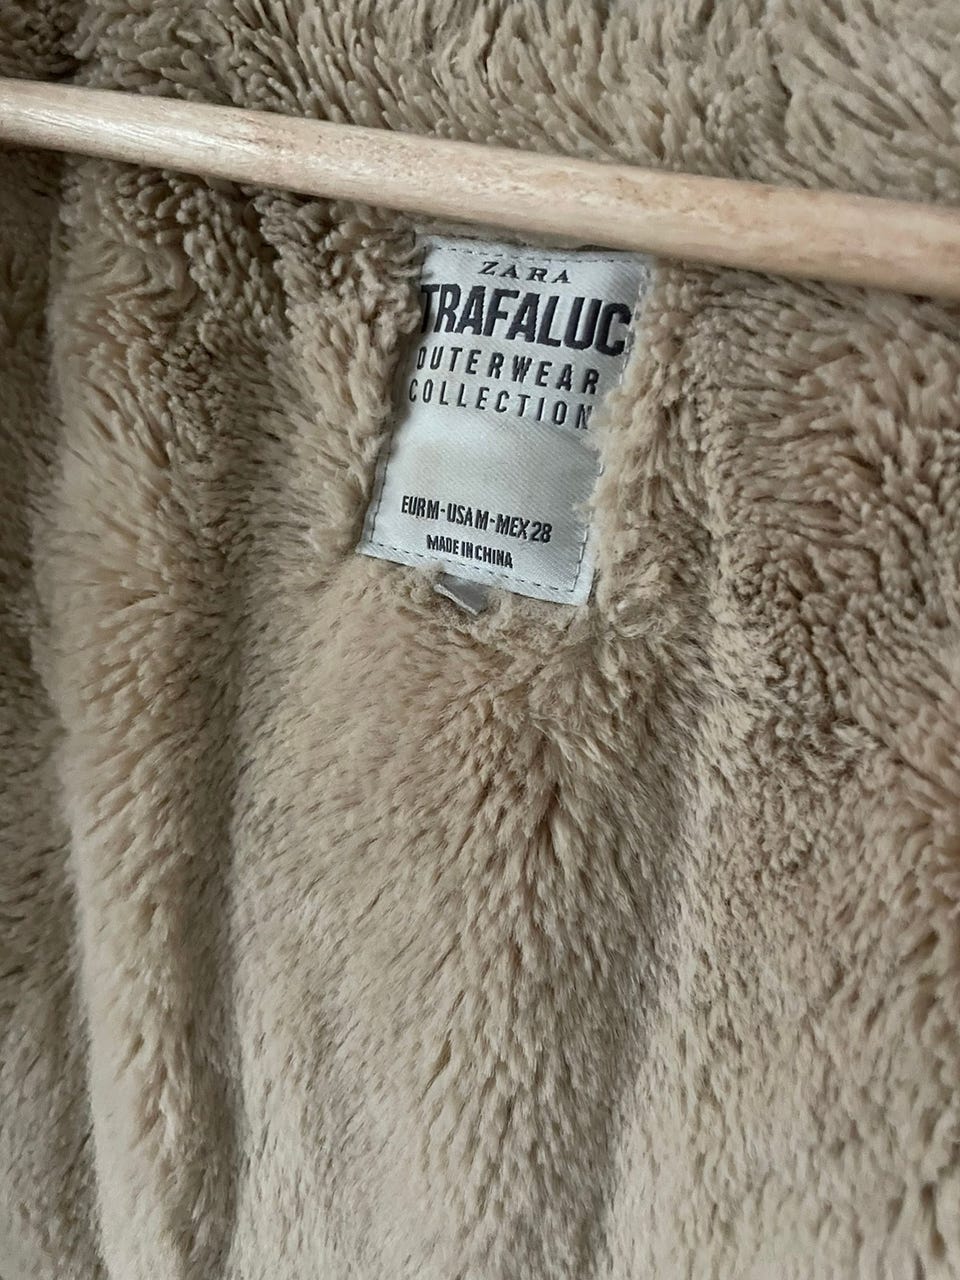 ZARA
TRAFALUC
OUTERWEAR
COLLECTION
EUR M - USA M - MEX 28
MADE IN CHINA